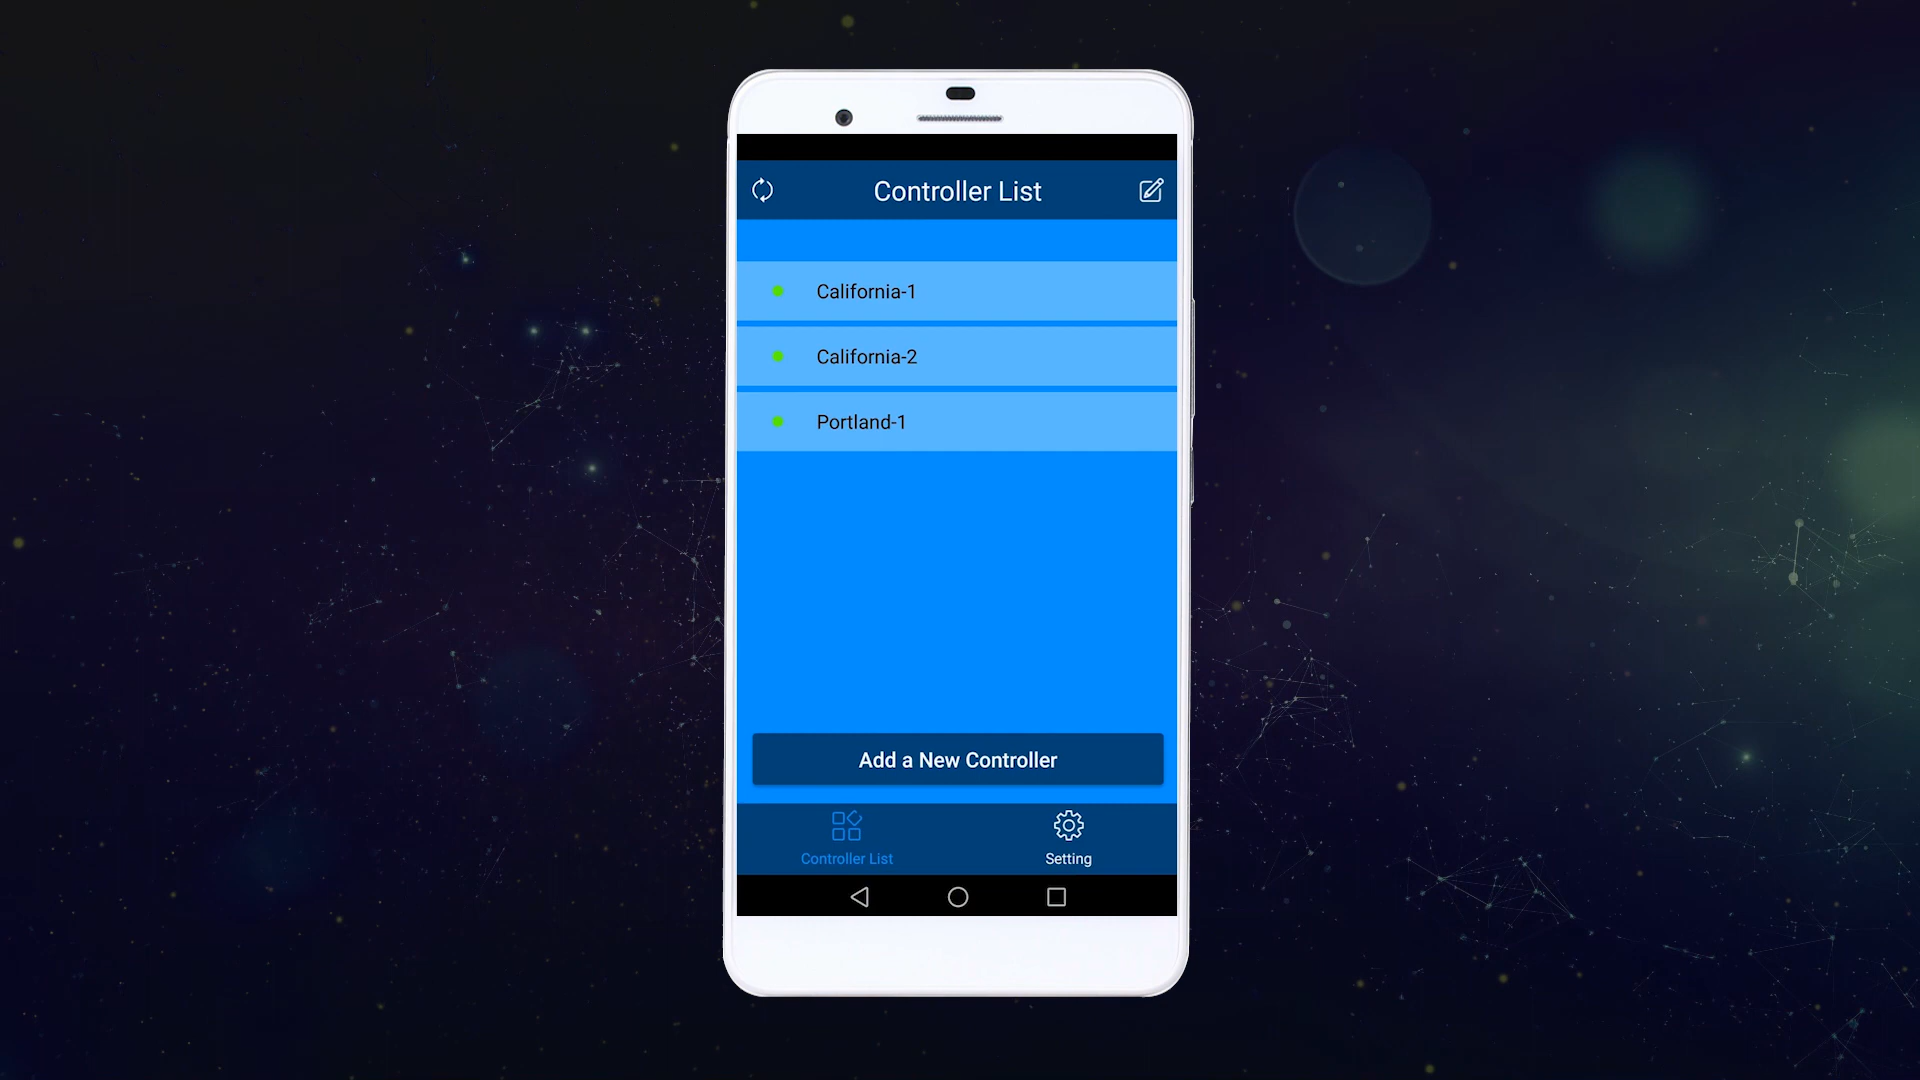 Controller List
California-1
California-2
Portland-1
Add a New Controller
Controller List
Setting